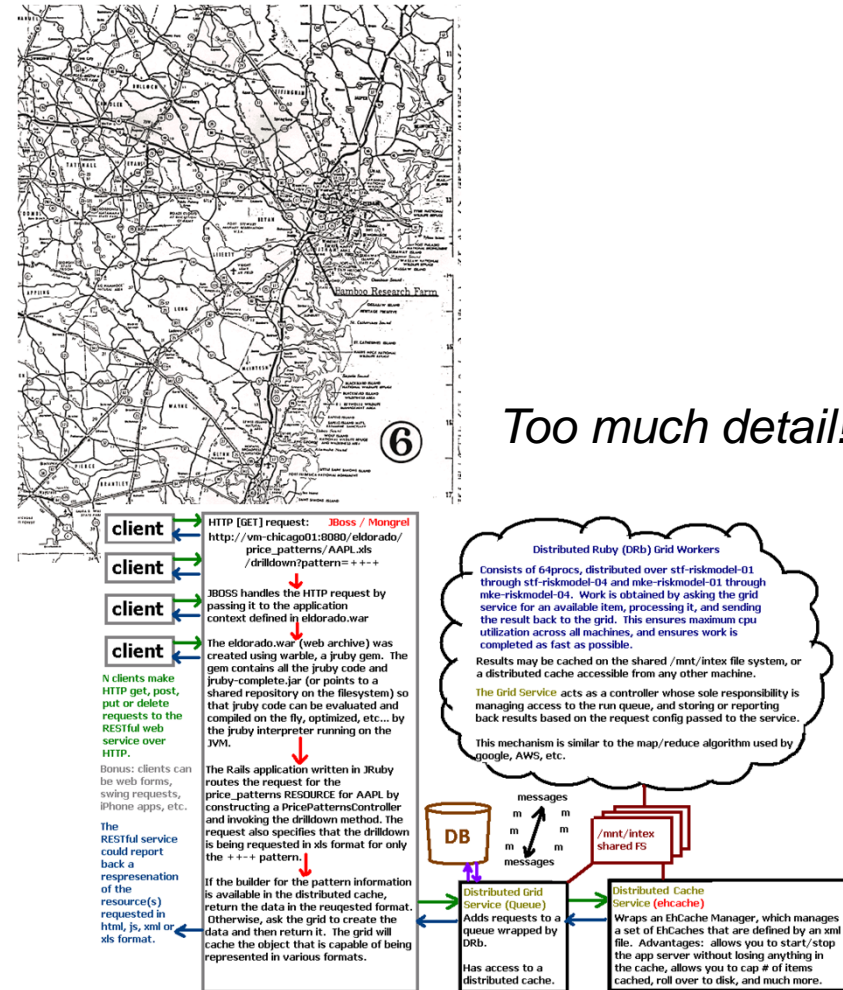 BULLOCH
EFFINGHAM
CANDLER
TATTNALL
EVANS
BRYAN
LIBERTY
Bamboo Research Farm
APPLING
LONG
WAYNE
McINTOSH
PIERCE
BRANTLEY
GLYNN
6
Too much detail!
client
client
client
client
N clients make
HTTP get, post,
put or delete
requests to the
RESTful web
service over
HTTP.
Bonus: clients can
be web forms,
swing requests,
iPhone apps, etc.
The
RESTful service
could report
back a
respresenation
of the
resource(s)
requested in
html, js, xml or
xls format.
HTTP [GET] request: JBoss / Mongrel
http://vm-chicago01:8080/eldorado/
price_patterns/AAPL.xls
/drilldown?pattern=++-+
JBOSS handles the HTTP request by
passing it to the application
context defined in eldorado.war
The eldorado.war (web archive) was
created using warble, a jruby gem. The
gem contains all the jruby code and
jruby-complete.jar (or points to a
shared repository on the filesystem) so
that jruby code can be evaluated and
compiled on the fly, optimized, etc... by
the jruby interpreter running on the
JVM.
The Rails application written in JRuby
routes the request for the
price_patterns RESOURCE for AAPL by
constructing a PricePatternsController
and invoking the drilldown method. The
request also specifies that the drilldown
is being requested in xls format for only
the ++-+ pattern.
If the builder for the pattern information
is available in the distributed cache,
return the data in the reuqested format.
Otherwise, ask the grid to create the
data and then return it. The grid will
cache the object that is capable of being
represented in various formats.
Distributed Ruby (DRb) Grid Workers
Consists of 64procs, distributed over stf-riskmodel-01
through stf-riskmodel-04 and mke-riskmodel-01 through
mke-riskmodel-04. Work is obtained by asking the grid
service for an available item, processing it, and sending
the result back to the grid. This ensures maximum cpu
utilization across all machines, and ensures work is
completed as fast as possible.
Results may be cached on the shared /mnt/intex file system, or
a distributed cache accessible from any other machine.
The Grid Service acts as a controller whose sole responsibility is
managing access to the run queue, and storing or reporting
back results based on the request config passed to the service.
This mechanism is similar to the map/reduce algorithm used by
google, AWS, etc.
DB
messages
m m
m m
m m
messages
/mnt/intex
shared FS
Distributed Grid
Service (Queue)
Adds requests to a
queue wrapped by
DRb.
Has access to a
distributed cache.
Distributed Cache
Service (ehcache)
Wraps an EhCache Manager, which manages
a set of EhCaches that are defined by an xml
file. Advantages: allows you to start/stop
the app server without losing anything in
the cache, allows you to cap # of items
cached, roll over to disk, and much more.